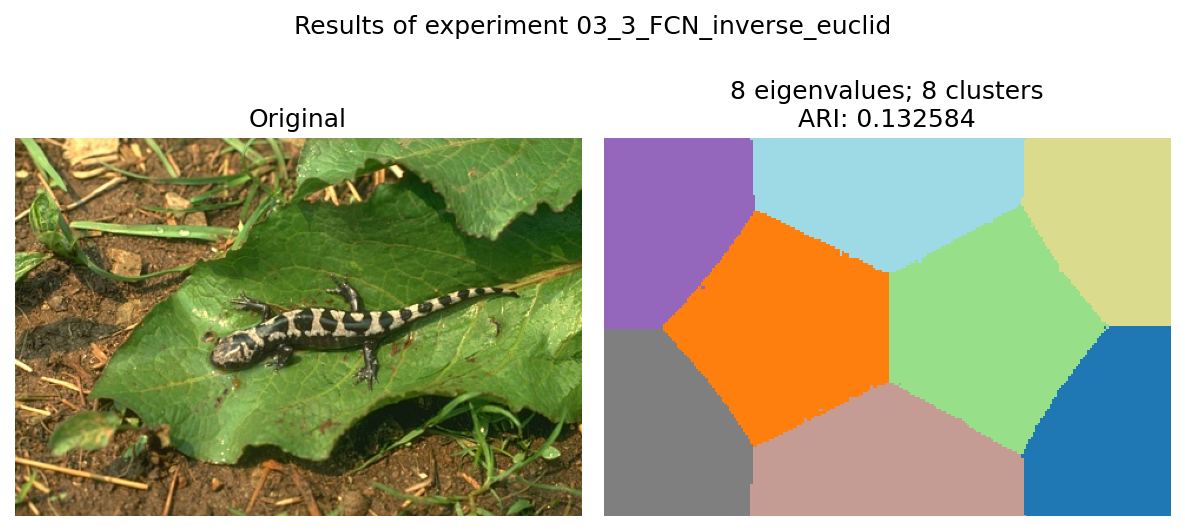 Results of experiment 03_3_FCN_inverse_euclid
Original
8 eigenvalues; 8 clusters
ARI: 0.132584